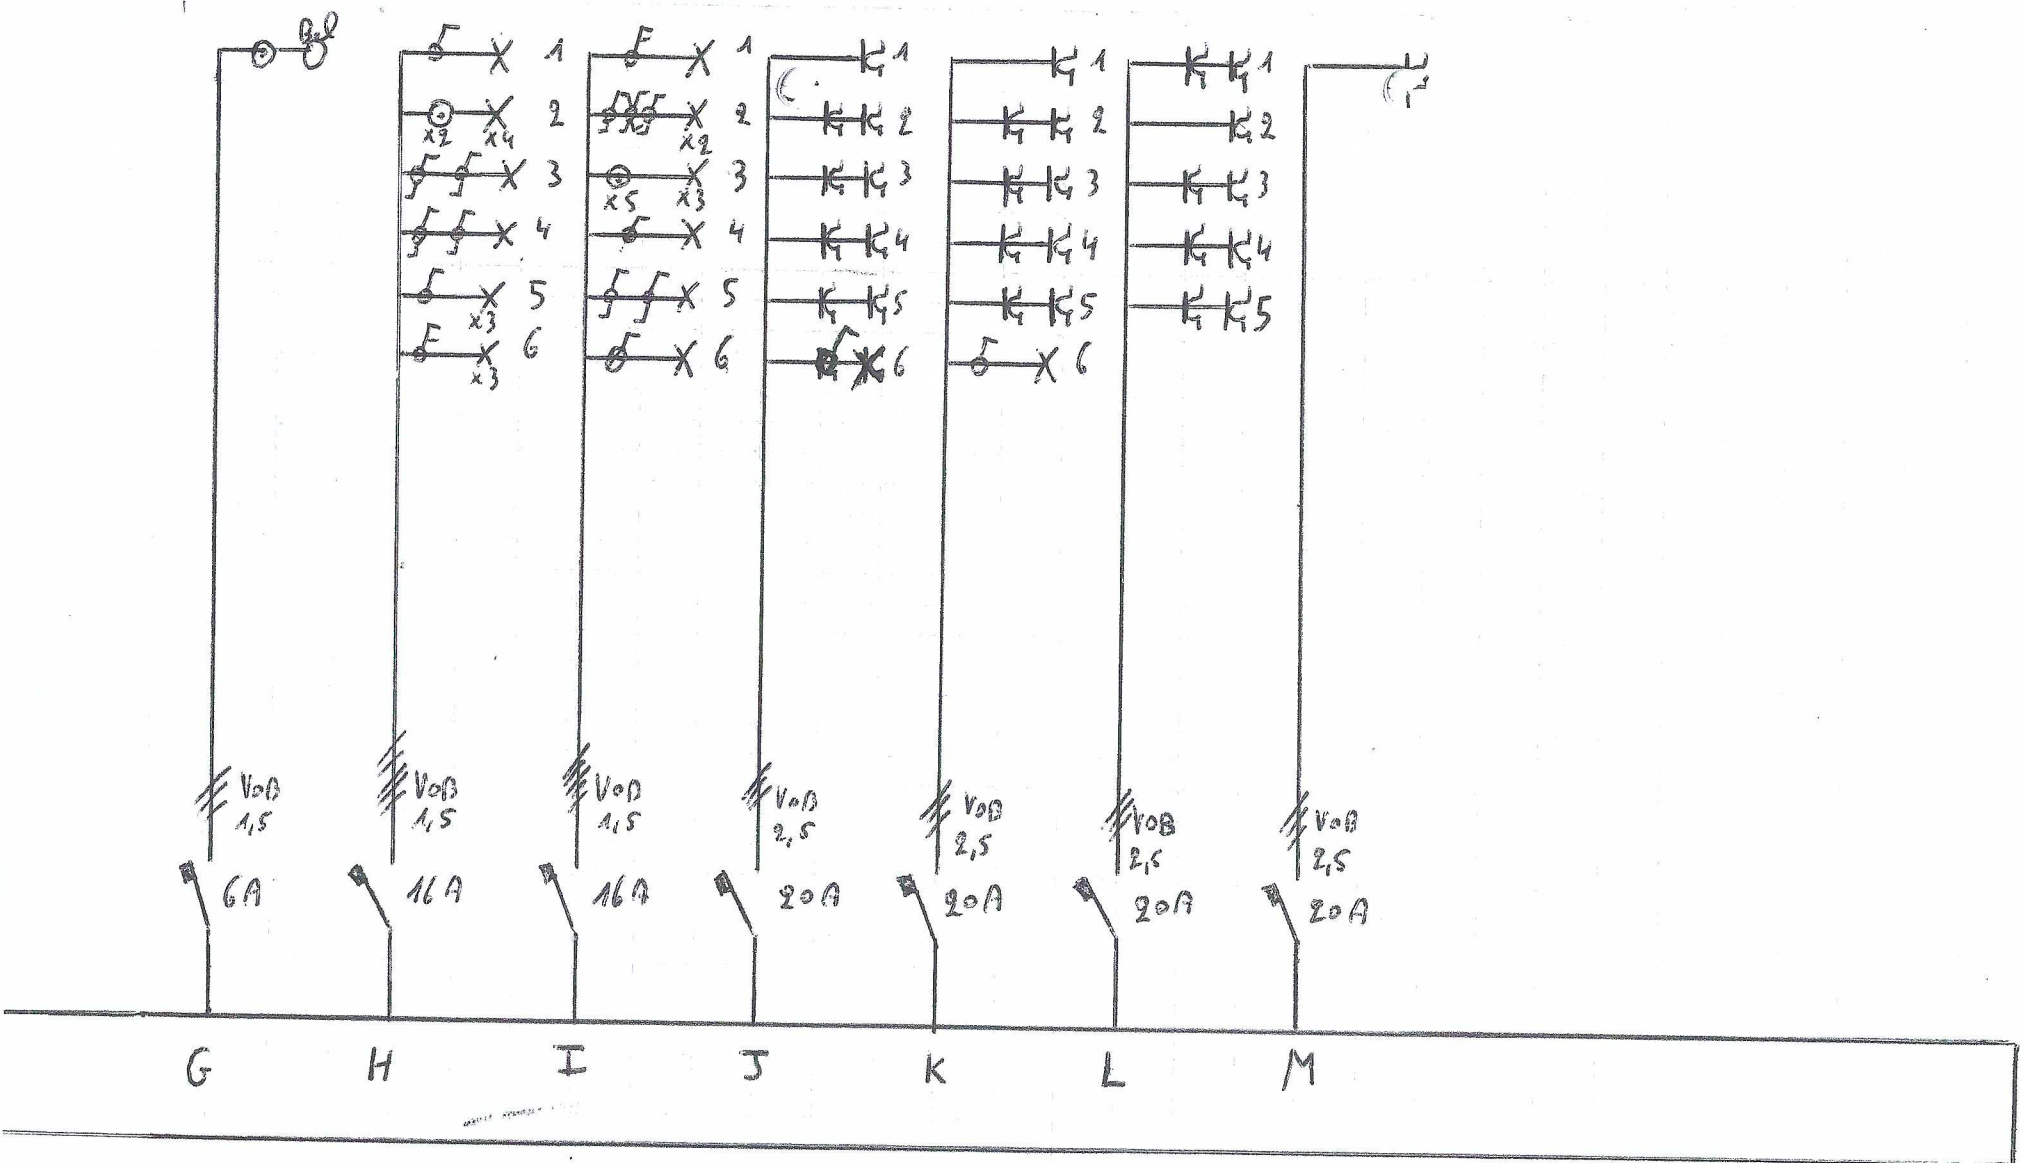 Bel
1 1 1 1 1
2 2 2 2 2
x2 x4 x2
3 3 3 3 3
x5 x3
4 4 4 4 4
5 5 5 5 5
x3
6 6 6 6
x3
VOB VOB VOB VOB VOB VOB VOB
1,5 1,5 1,5 2,5 2,5 2,5 2,5
6A 16A 16A 20A 20A 20A 20A
G H I J K L M